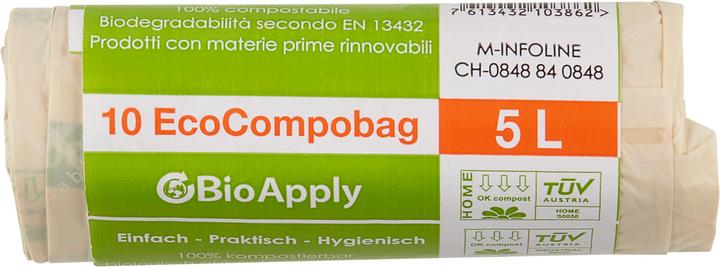 100% compostabile
Biodegradabilità secondo EN 13432
Prodotti con materie prime rinnovabili
7 613432 103862 >
M-INFOLINE
CH-0848 84 0848
10 EcoCompobag
5 L
BioApply
HOME
OK compost
TÜV
AUSTRIA
HOME
S0058
Einfach - Praktisch - Hygienisch
100% kompostierbar
OK compost
TÜV
AUSTRIA
INDUSTRIAL